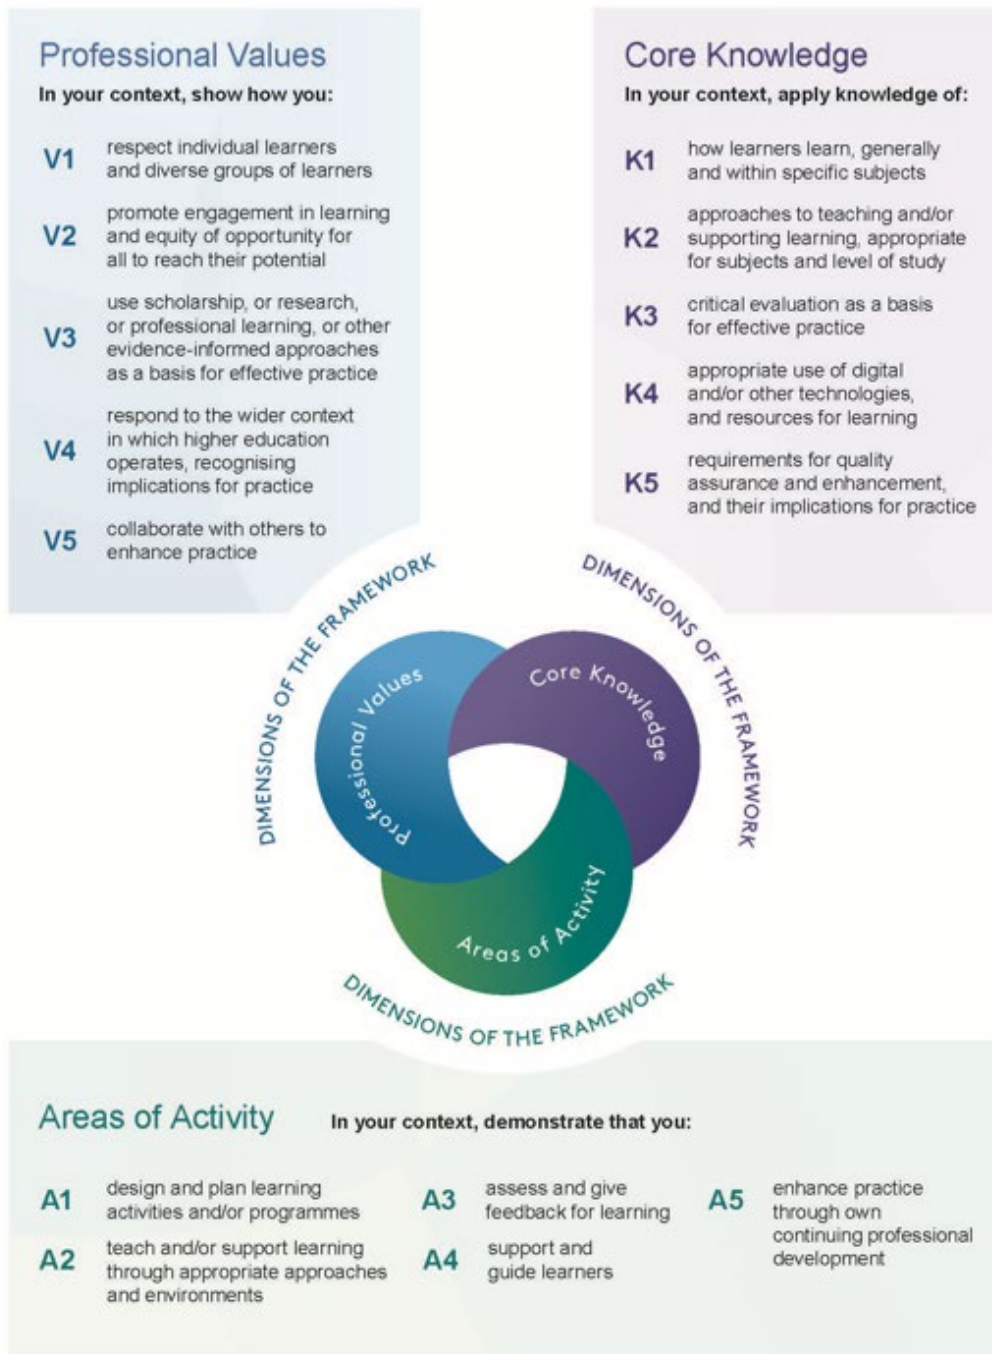 Professional Values
In your context, show how you:
V1
respect individual learners
and diverse groups of learners
V2
promote engagement in learning
and equity of opportunity for
all to reach their potential
V3
use scholarship, or research,
or professional learning, or other
evidence-informed approaches
as a basis for effective practice
V4
respond to the wider context
in which higher education
operates, recognising
implications for practice
V5
collaborate with others to
enhance practice
Core Knowledge
In your context, apply knowledge of:
K1
how learners learn, generally
and within specific subjects
K2
approaches to teaching and/or
supporting learning, appropriate
for subjects and level of study
K3
critical evaluation as a basis
for effective practice
K4
appropriate use of digital
and/or other technologies,
and resources for learning
K5
requirements for quality
assurance and enhancement,
and their implications for practice
DIMENSIONS OF THE FRAMEWORK
DIMENSIONS OF THE FRAMEWORK
Professional Values
Core Knowledge
Areas of Activity
DIMENSIONS OF THE FRAMEWORK
Areas of Activity
In your context, demonstrate that you:
A1
design and plan learning
activities and/or programmes
A2
teach and/or support learning
through appropriate approaches
and environments
A3
assess and give
feedback for learning
A4
support and
guide learners
A5
enhance practice
through own
continuing professional
development